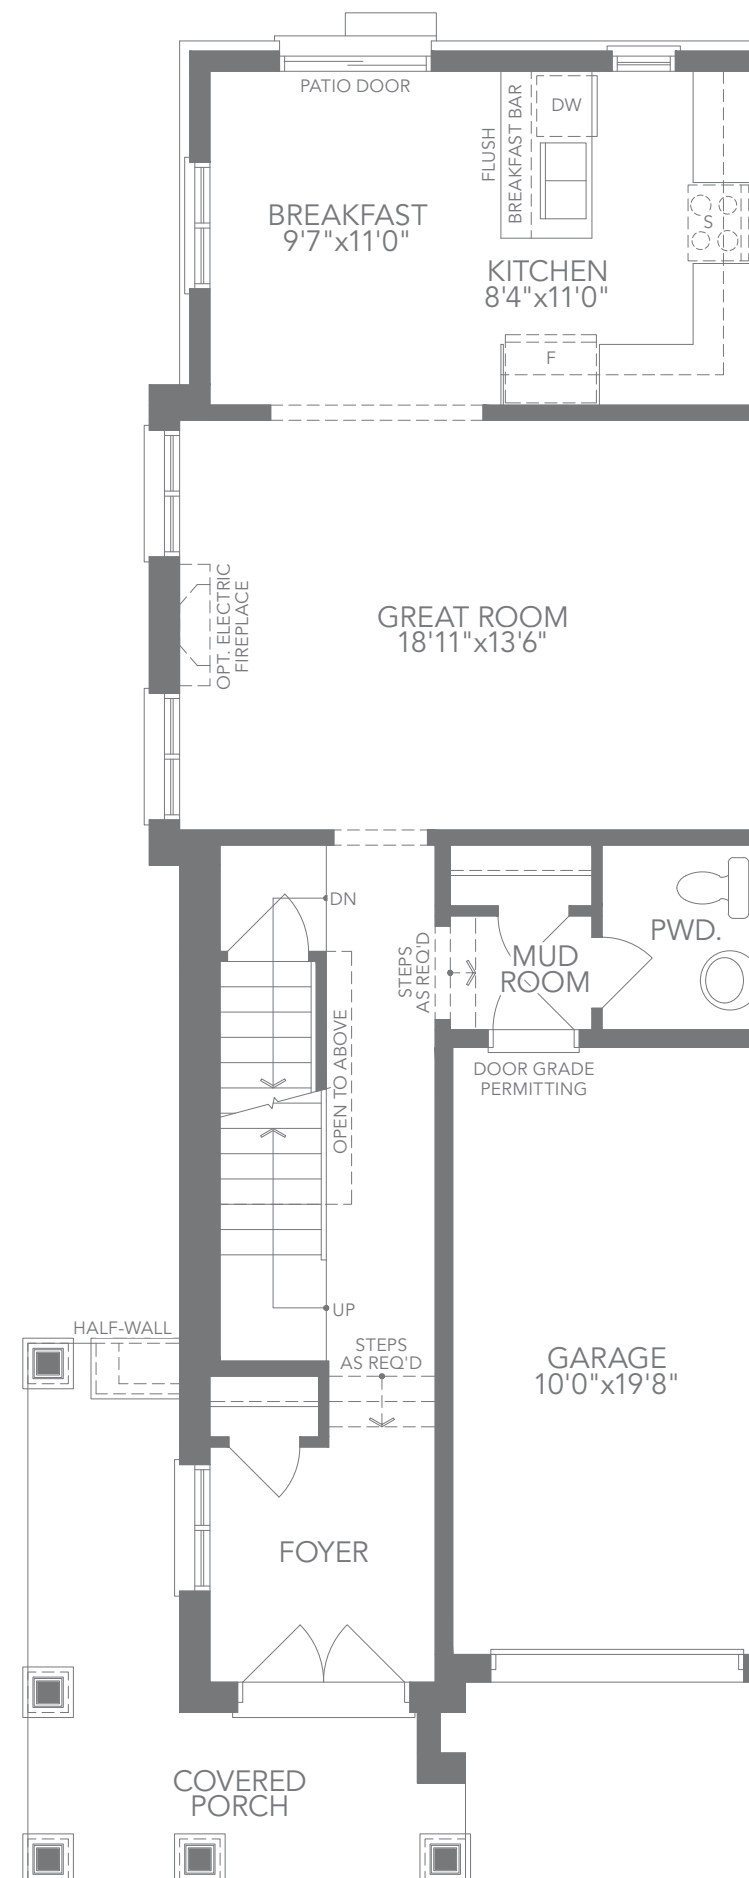 PATIO DOOR
FLUSH
BREAKFAST BAR
DW
BREAKFAST
9'7"x11'0"
S
KITCHEN
8'4"x11'0"
F
OPT. ELECTRIC
FIREPLACE
GREAT ROOM
18'11"x13'6"
DN
STEPS
AS REQ'D
MUD
ROOM
PWD.
OPEN TO ABOVE
DOOR GRADE
PERMITTING
UP
HALF-WALL
STEPS
AS REQ'D
GARAGE
10'0"x19'8"
FOYER
COVERED
PORCH